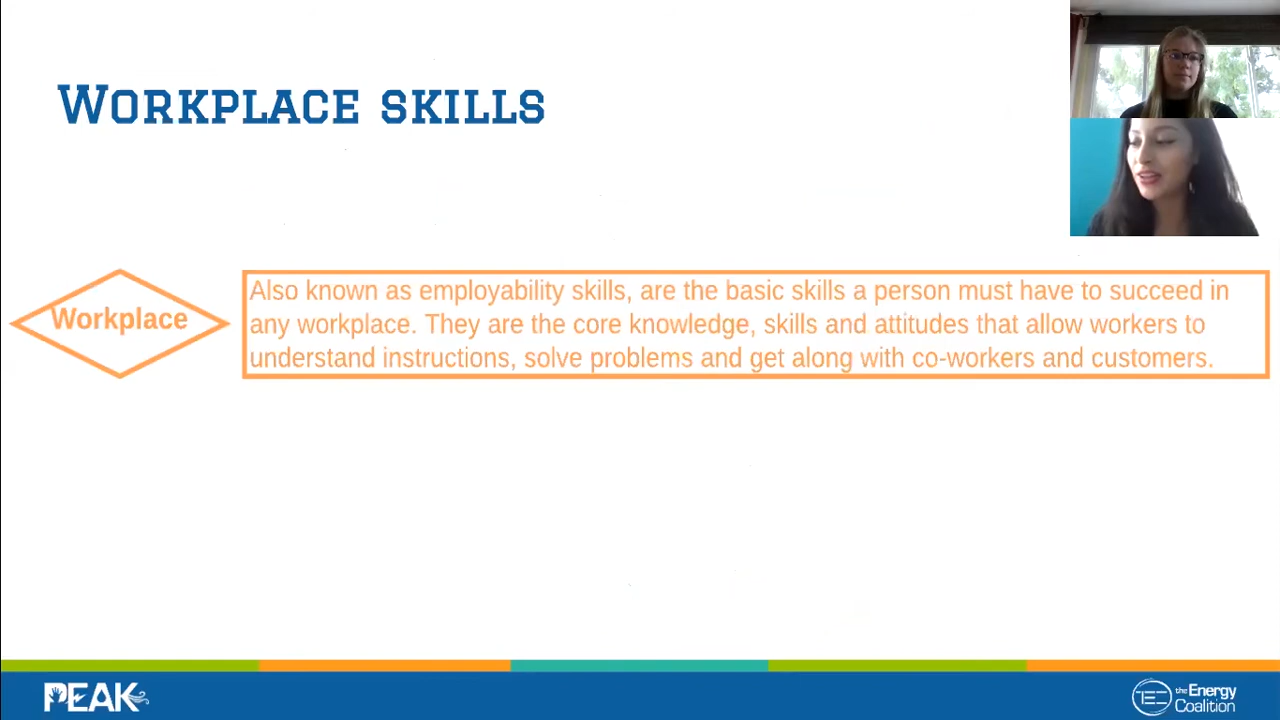 Workplace skills
Workplace
Also known as employability skills, are the basic skills a person must have to succeed in
any workplace. They are the core knowledge, skills and attitudes that allow workers to
understand instructions, solve problems and get along with co-workers and customers.
PEAK
TEC
the Energy
Coalition